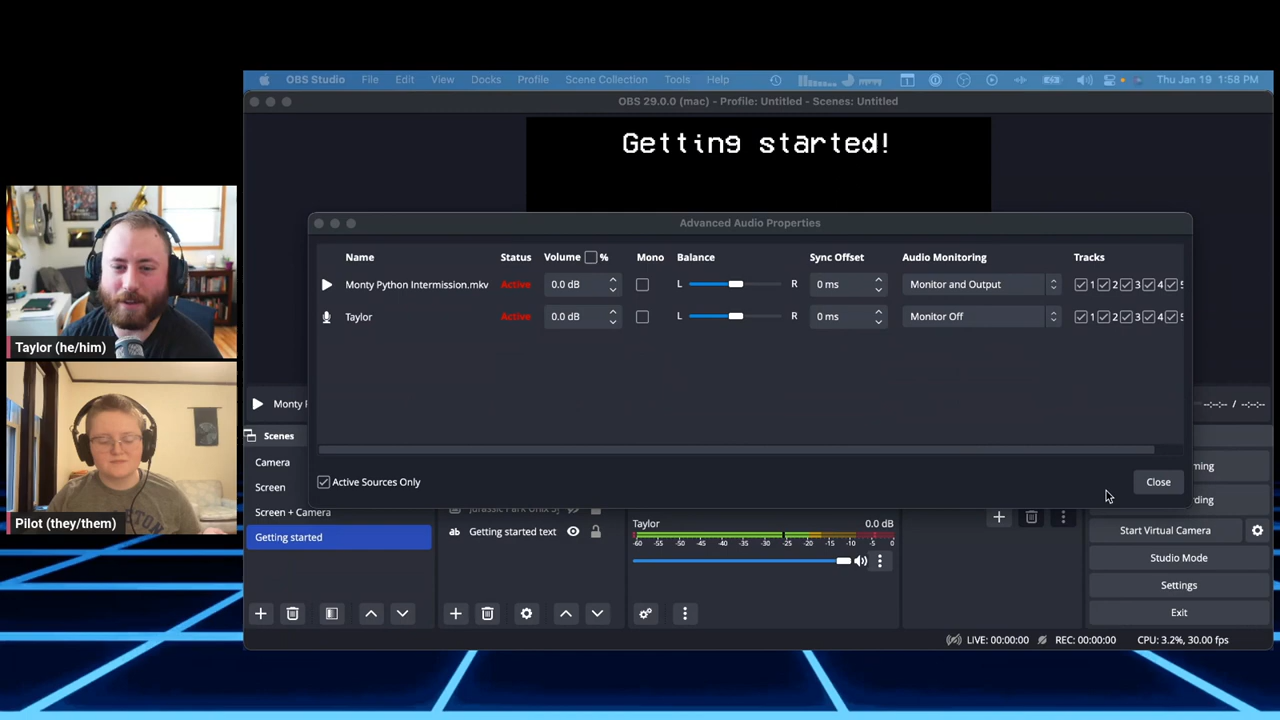 OBS Studio File Edit View Docks Profile Scene Collection Tools Help Thu Jan 19 1:58 PM
OBS 29.0.0 (mac) - Profile: Untitled - Scenes: Untitled
Getting started!
Advanced Audio Properties
Name Status Volume % Mono Balance Sync Offset Audio Monitoring Tracks
Monty Python Intermission.mkv Active 0.0 dB L R 0 ms Monitor and Output 1 2 3 4 5
Taylor Active 0.0 dB L R 0 ms Monitor Off 1 2 3 4 5
Taylor (he/him)
Monty --:--:-- / --:--:--
Scenes
Camera
Screen
Screen + Camera
Getting started
Active Sources Only Close
Getting started text
Taylor 0.0 dB
-60 -55 -50 -45 -40 -35 -30 -25 -20 -15 -10 -5 0
Pilot (they/them)
Start Virtual Camera
Studio Mode
Settings
Exit
LIVE: 00:00:00 REC: 00:00:00 CPU: 3.2%, 30.00 fps